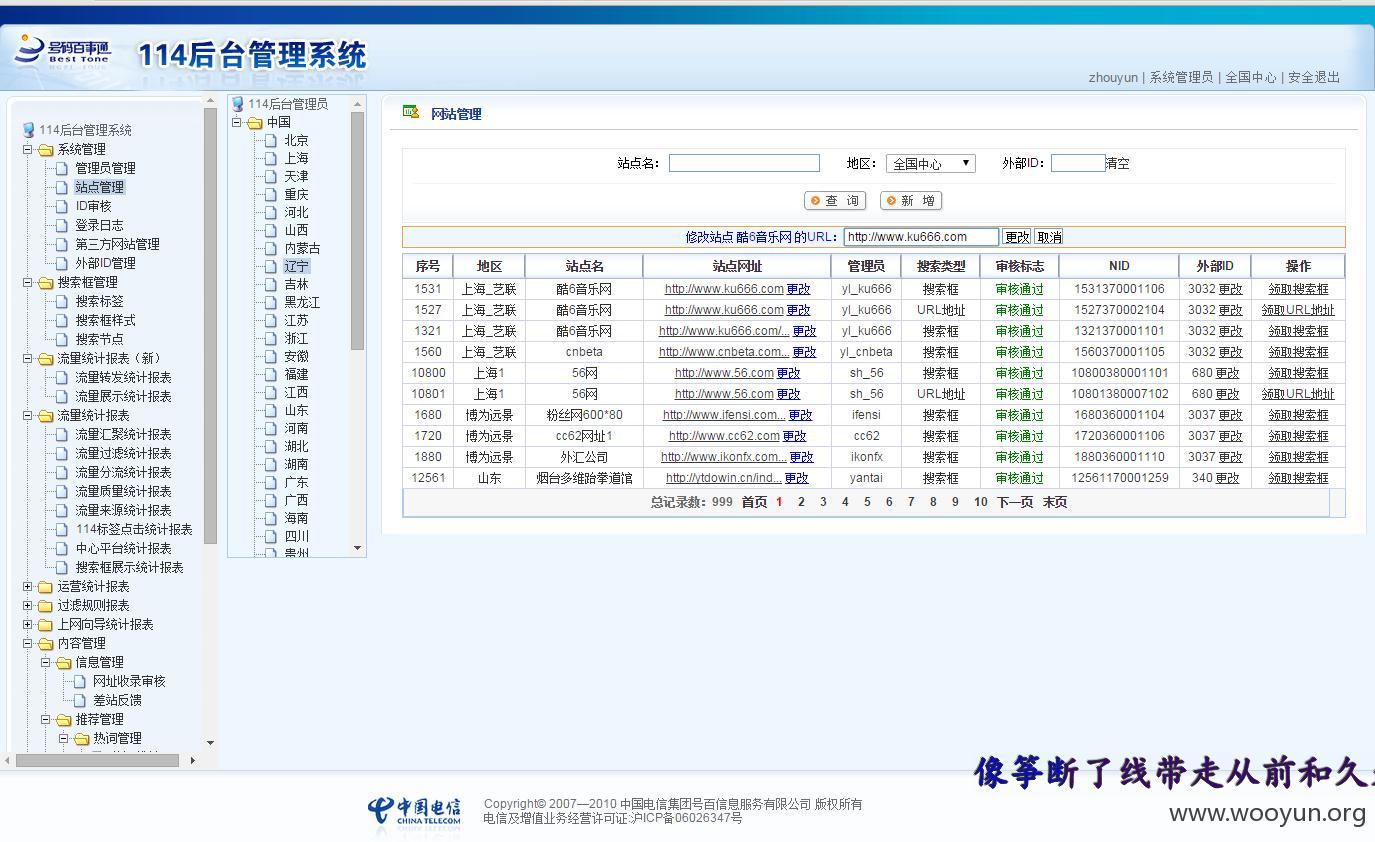 号码百事通
Best Tone
114后台管理系统
zhouyun | 系统管理员 | 全国中心 | 安全退出
114后台管理系统
系统管理
管理员管理
站点管理
ID审核
登录日志
第三方网站管理
外部ID管理
搜索框管理
搜索标签
搜索框样式
搜索节点
流量统计报表（新）
流量转发统计报表
流量展示统计报表
流量统计报表
流量汇聚统计报表
流量过滤统计报表
流量分流统计报表
流量质量统计报表
流量来源统计报表
114标签点击统计报表
中心平台统计报表
搜索框展示统计报表
运营统计报表
过滤规则报表
上网向导统计报表
内容管理
信息管理
网址收录审核
差站反馈
推荐管理
热词管理
114后台管理员
中国
北京
上海
天津
重庆
河北
山西
内蒙古
辽宁
吉林
黑龙江
江苏
浙江
安徽
福建
江西
山东
河南
湖北
湖南
广东
广西
海南
四川
贵州
网站管理
站点名： 地区： 全国中心 外部ID： 清空
查 询 新 增
修改站点 酷6音乐网 的URL： http://www.ku666.com 更改 取消
序号 地区 站点名 站点网址 管理员 搜索类型 审核标志 NID 外部ID 操作
1531 上海_艺联 酷6音乐网 http://www.ku666.com 更改 yl_ku666 搜索框 审核通过 1531370001106 3032 更改 领取搜索框
1527 上海_艺联 酷6音乐网 http://www.ku666.com 更改 yl_ku666 URL地址 审核通过 1527370002104 3032 更改 领取URL地址
1321 上海_艺联 酷6音乐网 http://www.ku666.com/... 更改 yl_ku666 搜索框 审核通过 1321370001101 3032 更改 领取搜索框
1560 上海_艺联 cnbeta http://www.cnbeta.com... 更改 yl_cnbeta 搜索框 审核通过 1560370001105 3032 更改 领取搜索框
10800 上海1 56网 http://www.56.com 更改 sh_56 搜索框 审核通过 10800380001101 680 更改 领取搜索框
10801 上海1 56网 http://www.56.com 更改 sh_56 URL地址 审核通过 10801380007102 680 更改 领取URL地址
1680 博为远景 粉丝网600*80 http://www.ifensi.com... 更改 ifensi 搜索框 审核通过 1680360001104 3037 更改 领取搜索框
1720 博为远景 cc62网址1 http://www.cc62.com 更改 cc62 搜索框 审核通过 1720360001106 3037 更改 领取搜索框
1880 博为远景 外汇公司 http://www.ikonfx.com... 更改 ikonfx 搜索框 审核通过 1880360001110 3037 更改 领取搜索框
12561 山东 烟台多维跆拳道馆 http://ytdowin.cn/ind... 更改 yantai 搜索框 审核通过 12561170001259 340 更改 领取搜索框
总记录数：999 首页 1 2 3 4 5 6 7 8 9 10 下一页 末页
中国电信
CHINA TELECOM
Copyright© 2007—2010 中国电信集团号百信息服务有限公司 版权所有
电信及增值业务经营许可证:沪ICP备06026347号
像筝断了线带走从前和久
www.wooyun.org